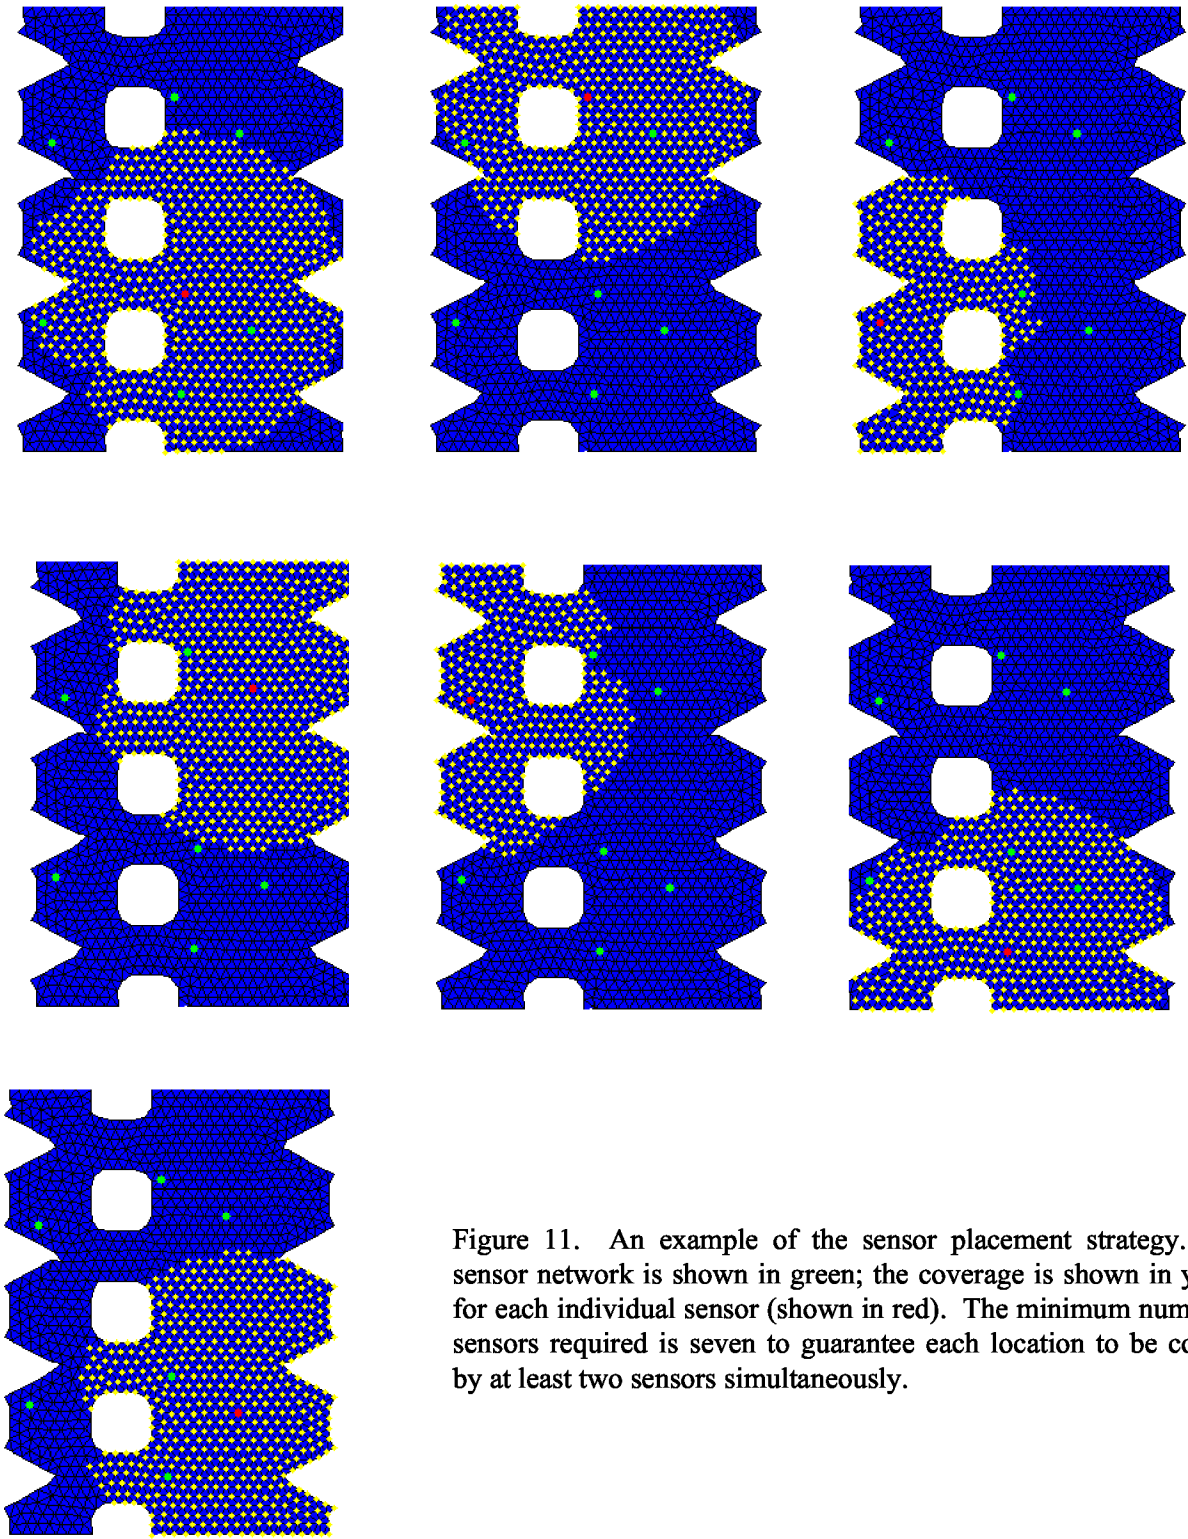 Figure 11. An example of the sensor placement strategy.
sensor network is shown in green; the coverage is shown in
for each individual sensor (shown in red). The minimum
sensors required is seven to guarantee each location to be
by at least two sensors simultaneously.